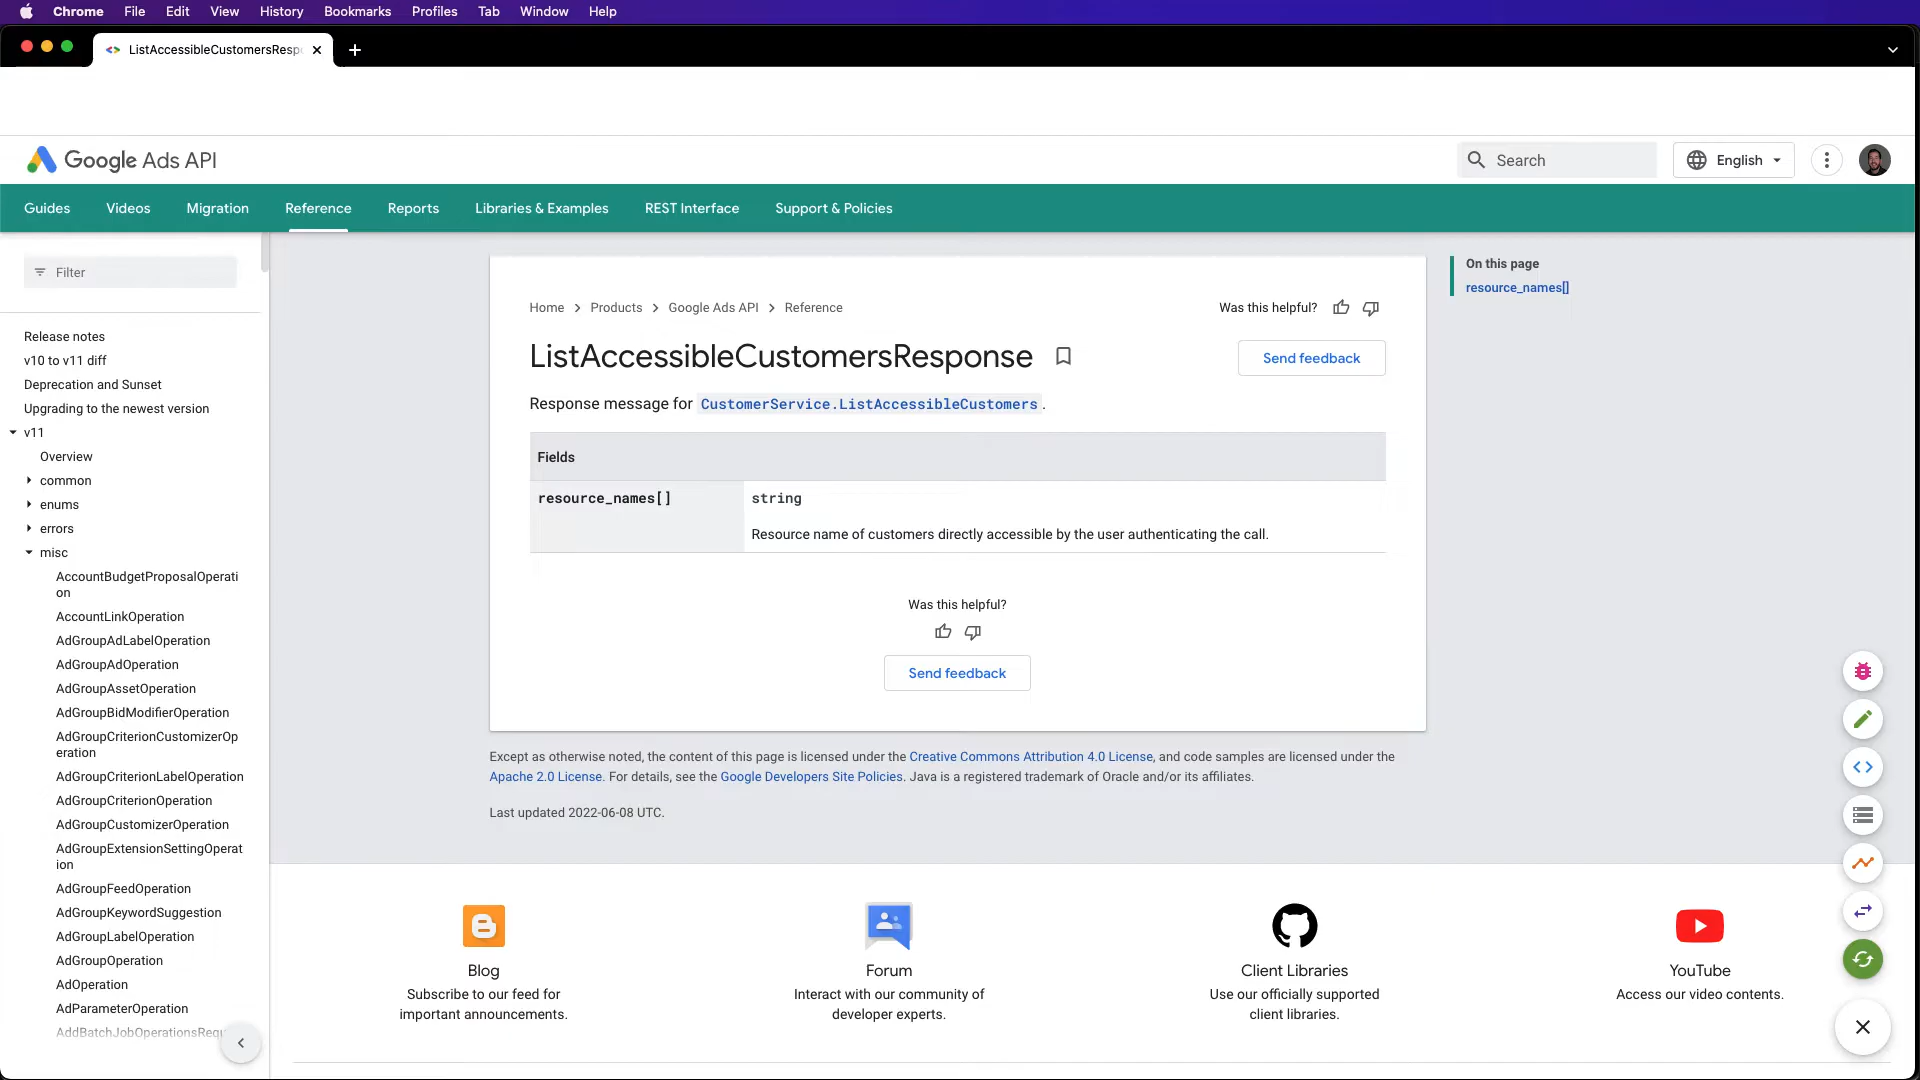 Chrome File Edit View History Bookmarks Profiles Tab Window Help
ListAccessibleCustomersResp
Google Ads API
Search
English
Guides Videos Migration Reference Reports Libraries & Examples REST Interface Support & Policies
Filter
Release notes
v10 to v11 diff
Deprecation and Sunset
Upgrading to the newest version
v11
Overview
common
enums
errors
misc
AccountBudgetProposalOperati
on
AccountLinkOperation
AdGroupAdLabelOperation
AdGroupAdOperation
AdGroupAssetOperation
AdGroupBidModifierOperation
AdGroupCriterionCustomizerOp
eration
AdGroupCriterionLabelOperation
AdGroupCriterionOperation
AdGroupCustomizerOperation
AdGroupExtensionSettingOperat
ion
AdGroupFeedOperation
AdGroupKeywordSuggestion
AdGroupLabelOperation
AdGroupOperation
AdOperation
AdParameterOperation
AddBatchJobOperationsRequ
Home Products Google Ads API Reference
Was this helpful?
ListAccessibleCustomersResponse
Send feedback
Response message for CustomerService.ListAccessibleCustomers.
Fields
resource_names[]
string
Resource name of customers directly accessible by the user authenticating the call.
Was this helpful?
Send feedback
On this page
resource_names[]
Except as otherwise noted, the content of this page is licensed under the Creative Commons Attribution 4.0 License, and code samples are licensed under the
Apache 2.0 License. For details, see the Google Developers Site Policies. Java is a registered trademark of Oracle and/or its affiliates.
Last updated 2022-06-08 UTC.
Blog
Subscribe to our feed for
important announcements.
Forum
Interact with our community of
developer experts.
Client Libraries
Use our officially supported
client libraries.
YouTube
Access our video contents.